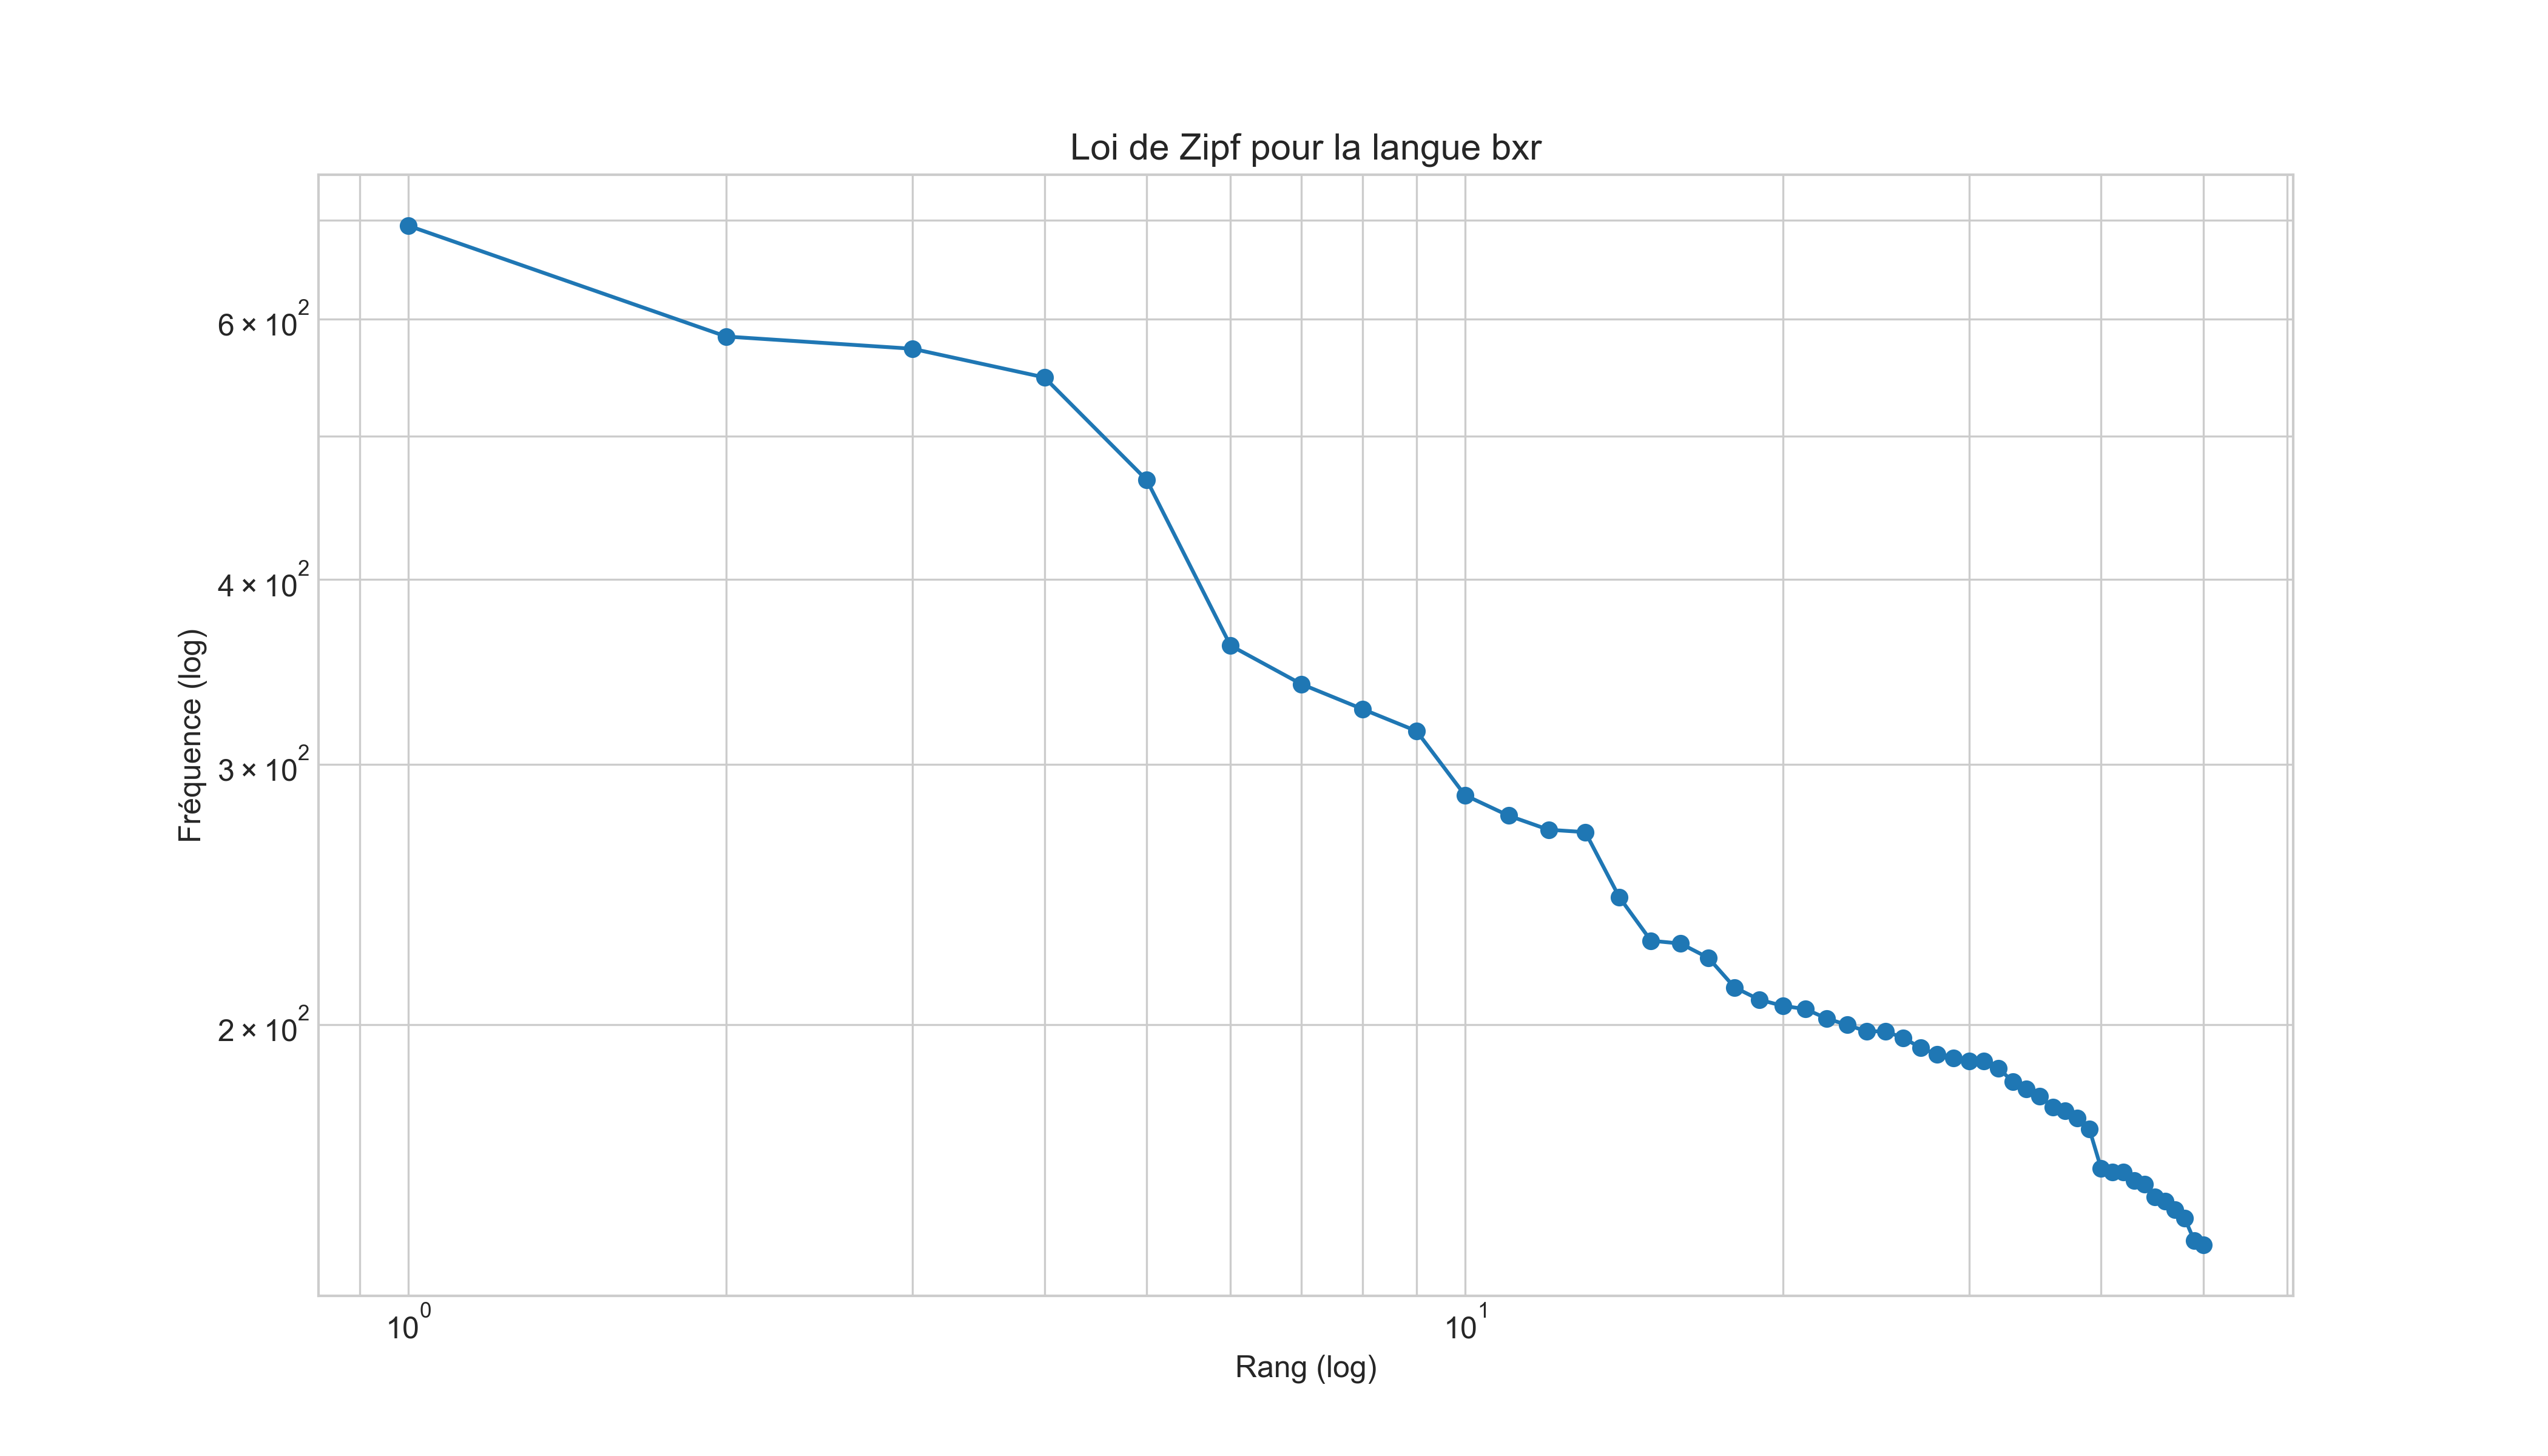 Loi de Zipf pour la langue bxr
6 × 10²
4 × 10²
3 × 10²
2 × 10²
Fréquence (log)
10⁰
10¹
Rang (log)